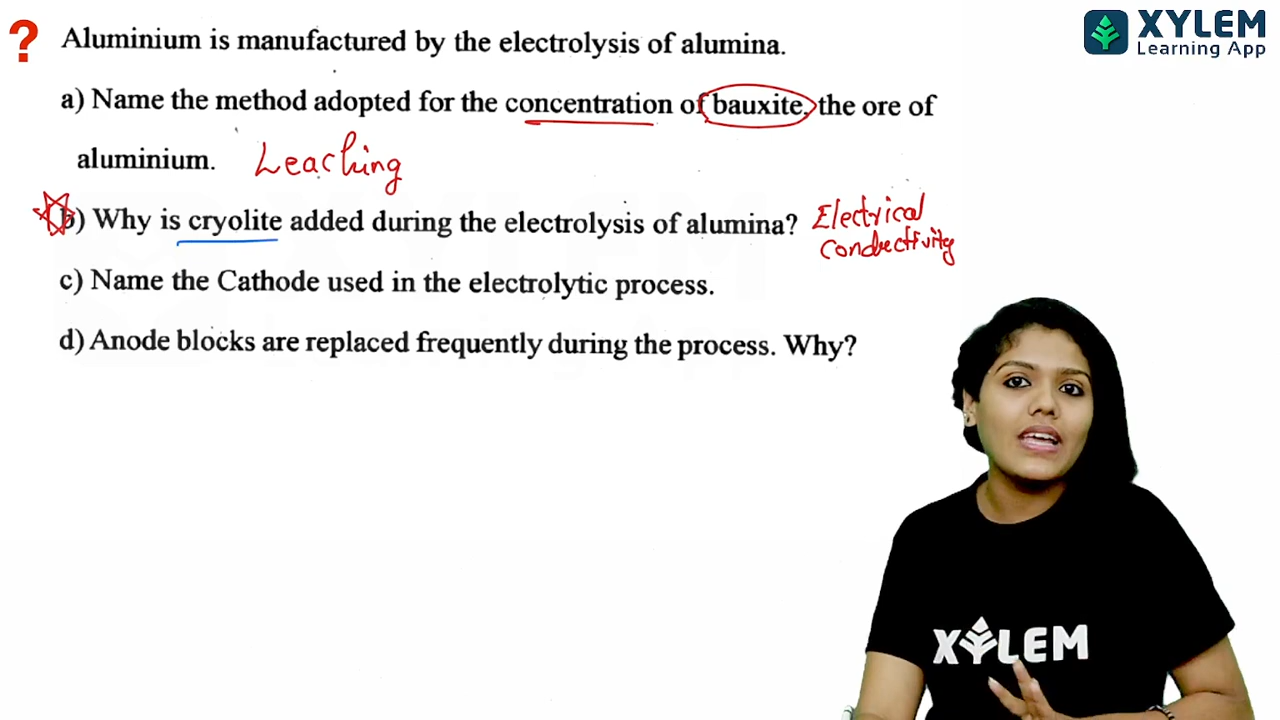 ? Aluminium is manufactured by the electrolysis of alumina.
XYLEM
Learning App
a) Name the method adopted for the concentration of bauxite, the ore of
aluminium. Leaching
b) Why is cryolite added during the electrolysis of alumina? Electrical
conductivity
c) Name the Cathode used in the electrolytic process.
d) Anode blocks are replaced frequently during the process. Why?
XYLEM